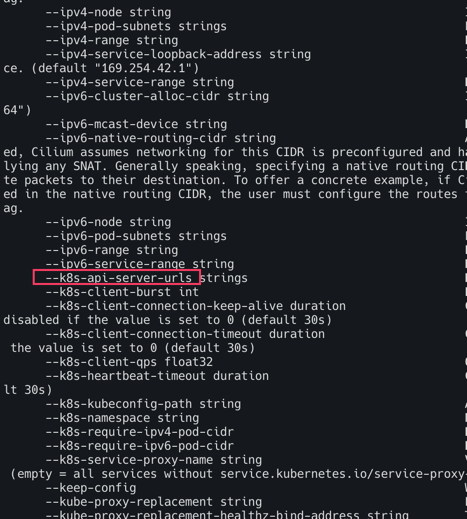 ag.
--ipv4-node string
--ipv4-pod-subnets strings
--ipv4-range string
--ipv4-service-loopback-address string
ce. (default "169.254.42.1")
--ipv4-service-range string
--ipv6-cluster-alloc-cidr string
64")
--ipv6-mcast-device string
--ipv6-native-routing-cidr string
ed, Cilium assumes networking for this CIDR is preconfigured and ha
lying any SNAT. Generally speaking, specifying a native routing CI
te packets to their destination. To offer a concrete example, if C
ed in the native routing CIDR, the user must configure the routes
ag.
--ipv6-node string
--ipv6-pod-subnets strings
--ipv6-range string
--ipv6-service-range string
--k8s-api-server-urls strings
--k8s-client-burst int
--k8s-client-connection-keep-alive duration
disabled if the value is set to 0 (default 30s)
--k8s-client-connection-timeout duration
the value is set to 0 (default 30s)
--k8s-client-qps float32
--k8s-heartbeat-timeout duration
lt 30s)
--k8s-kubeconfig-path string
--k8s-namespace string
--k8s-require-ipv4-pod-cidr
--k8s-require-ipv6-pod-cidr
--k8s-service-proxy-name string
(empty = all services without service.kubernetes.io/service-proxy-
--keep-config
--kube-proxy-replacement string
--kube-proxy-replacement-healthz-bind-address string